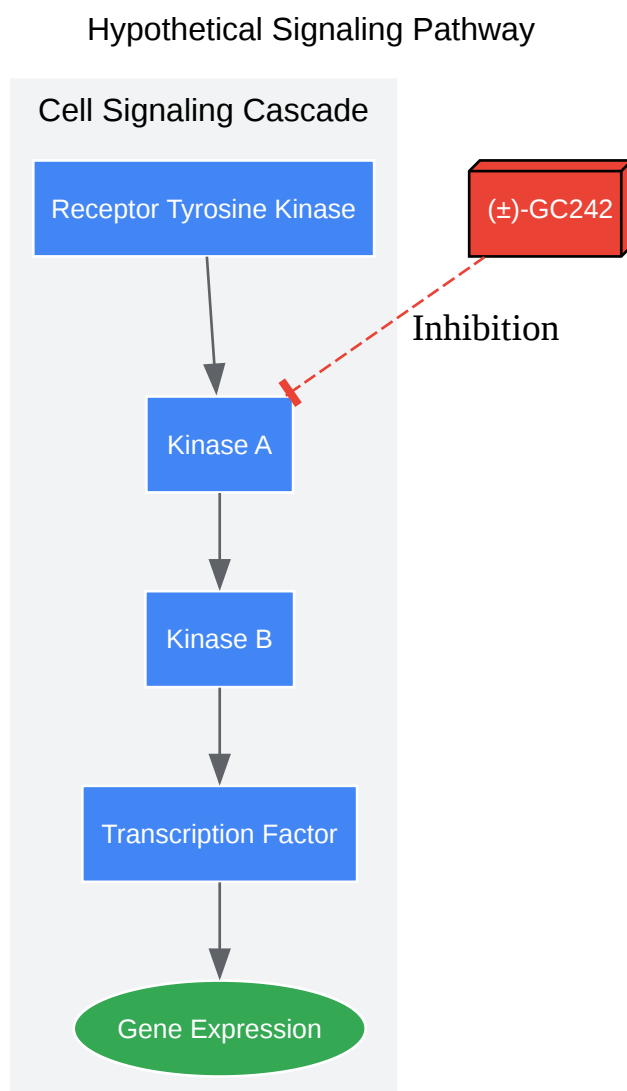 Hypothetical Signaling Pathway
Cell Signaling Cascade
Receptor Tyrosine Kinase
(±)-GC242
Inhibition
Kinase A
Kinase B
Transcription Factor
Gene Expression